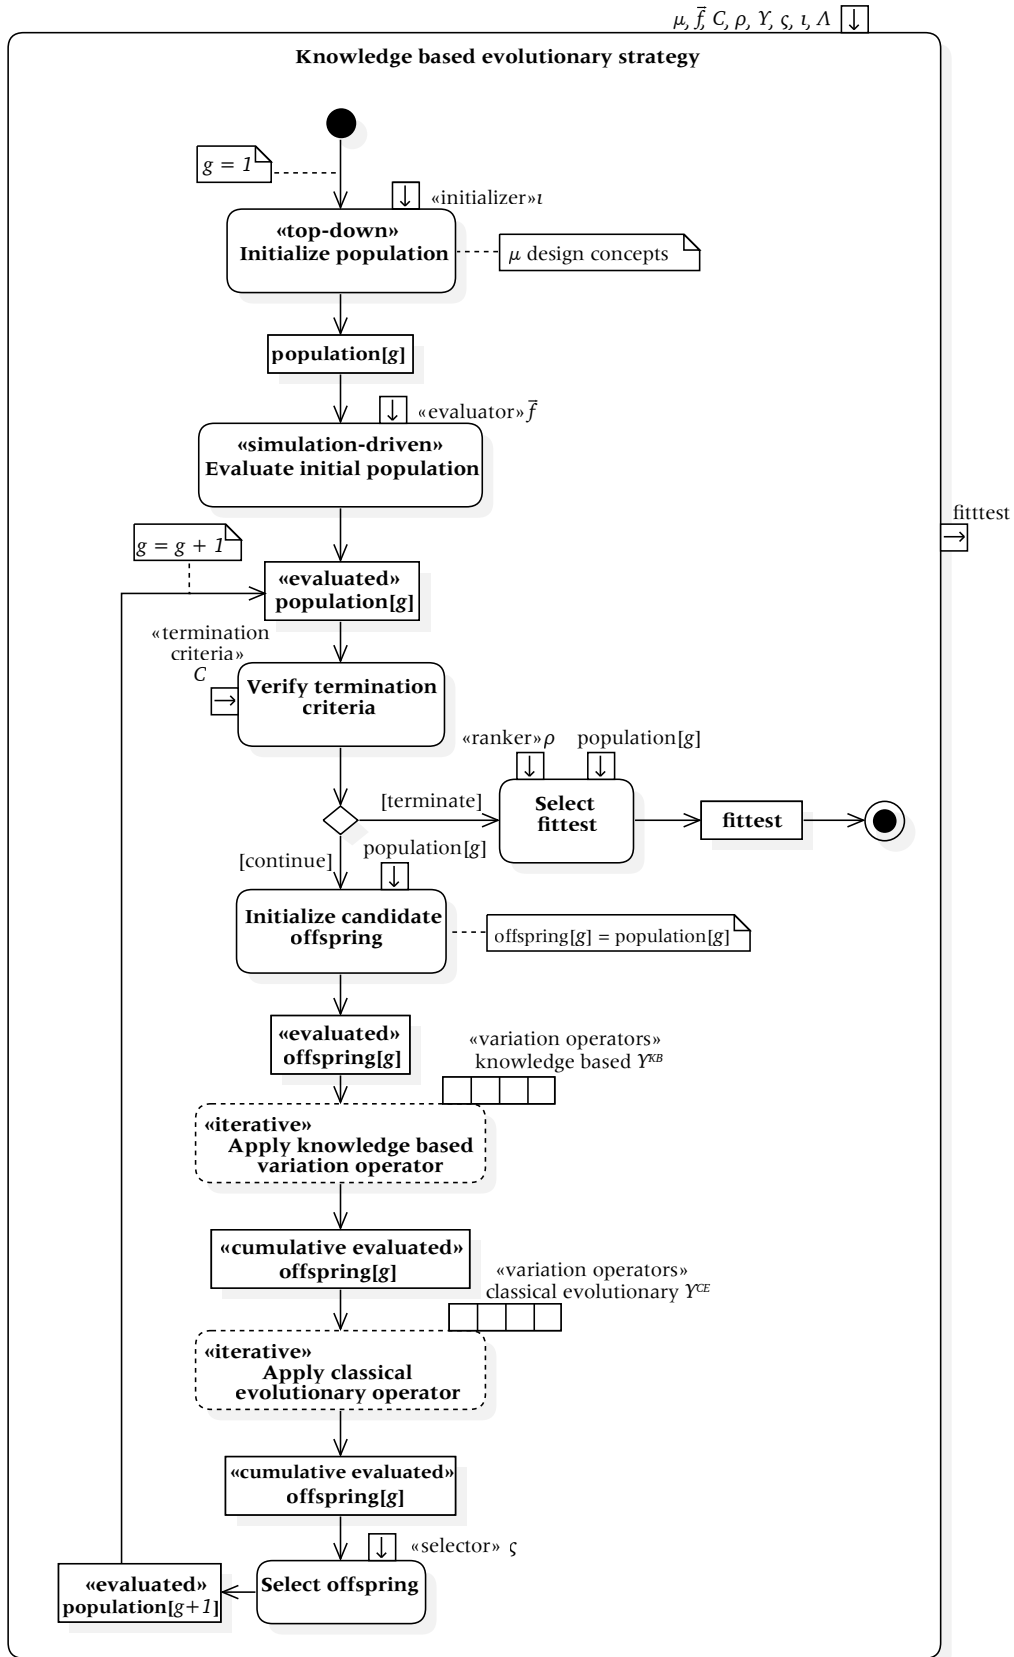 μ, f⃗, C, ρ, ϒ, ς, ι, Λ
Knowledge based evolutionary strategy
g = 1
«initializer»ι
«top-down»
Initialize population
μ design concepts
population[g]
«evaluator» f⃗
«simulation-driven»
Evaluate initial population
fitttest
g = g + 1
«evaluated»
population[g]
«termination
criteria»
C
Verify termination
criteria
«ranker»ρ
population[g]
[terminate]
Select
fittest
fittest
population[g]
[continue]
Initialize candidate
offspring
offspring[g] = population[g]
«evaluated»
offspring[g]
«variation operators»
knowledge based ϒᴷᴮ
«iterative»
Apply knowledge based
variation operator
«cumulative evaluated»
offspring[g]
«variation operators»
classical evolutionary ϒᶜᴱ
«iterative»
Apply classical
evolutionary operator
«cumulative evaluated»
offspring[g]
«selector» ς
Select offspring
«evaluated»
population[g+1]